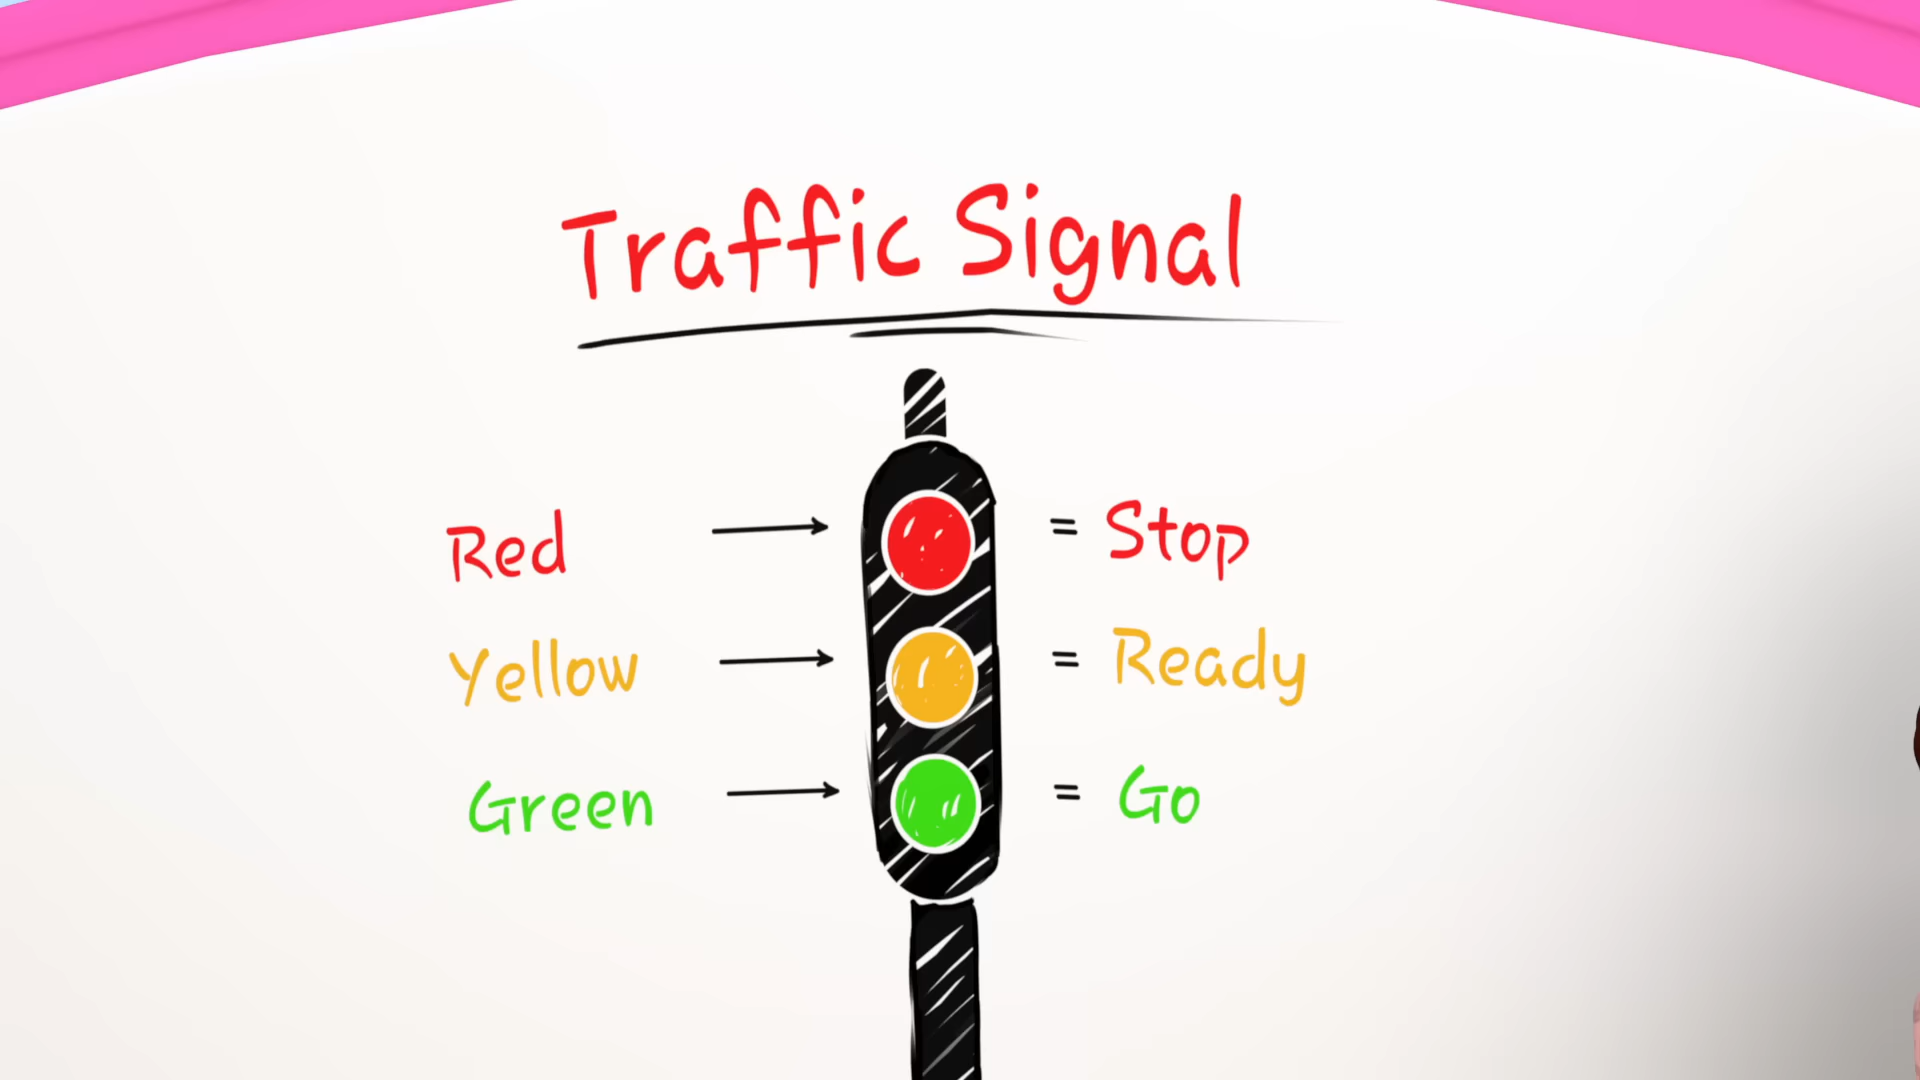 Traffic Signal
Red → = Stop
Yellow → = Ready
Green → = Go